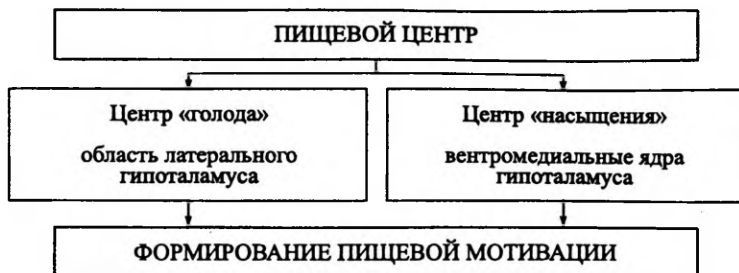 ПИЩЕВОЙ ЦЕНТР
Центр «голода»
область латерального
гипоталамуса
Центр «насыщения»
вентромедиальные ядра
гипоталамуса
ФОРМИРОВАНИЕ ПИЩЕВОЙ МОТИВАЦИИ